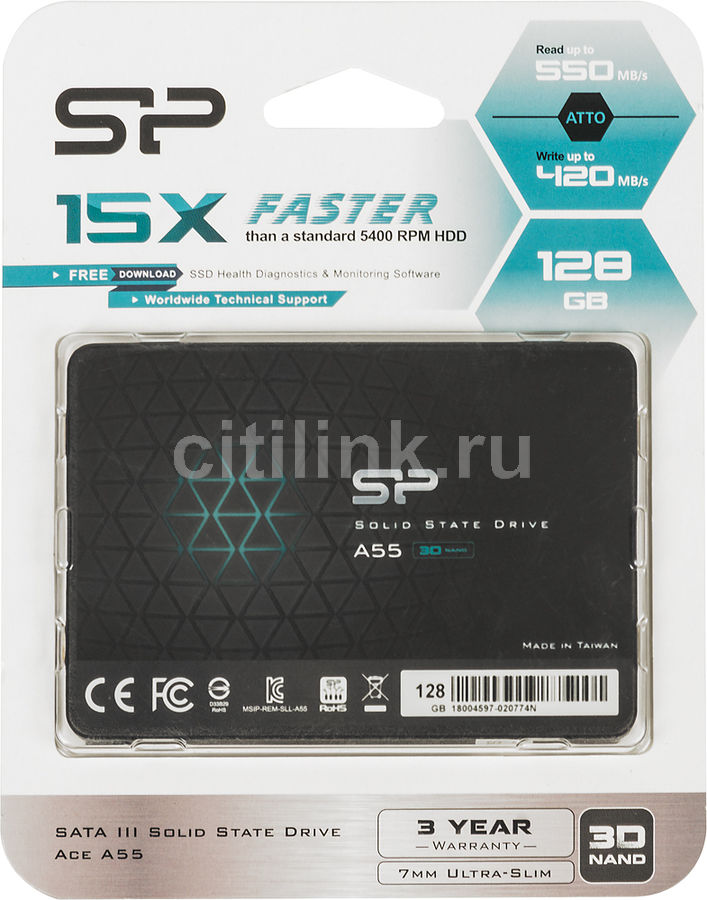 SP
Read up to
550 MB/s
ATTO
Write up to
420 MB/s
15X FASTER
than a standard 5400 RPM HDD
128
GB
FREE DOWNLOAD SSD Health Diagnostics & Monitoring Software
Worldwide Technical Support
citilink.ru
SP
SOLID STATE DRIVE
A55 3D NAND
MADE IN TAIWAN
CE FC D33B29 RoHS MSIP-REM-SLL-A55 SP RoHS
128
GB 18004597-020774N
SATA III SOLID STATE DRIVE
ACE A55
3 YEAR
WARRANTY
7MM ULTRA-SLIM
3D
NAND